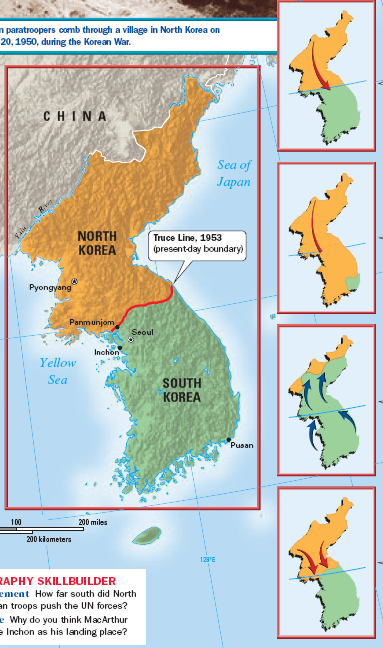 n paratroopers comb through a village in North Korea on
20, 1950, during the Korean War.
CHINA
Yalu River
Sea of
Japan
NORTH
KOREA
Truce Line, 1953
(present-day boundary)
Pyongyang
Panmunjom
Seoul
Inchon
Yellow
Sea
SOUTH
KOREA
Pusan
100 200 miles
200 kilometers
128°E
RAPHY SKILLBUILDER
ement How far south did North
an troops push the UN forces?
e Why do you think MacArthur
e Inchon as his landing place?